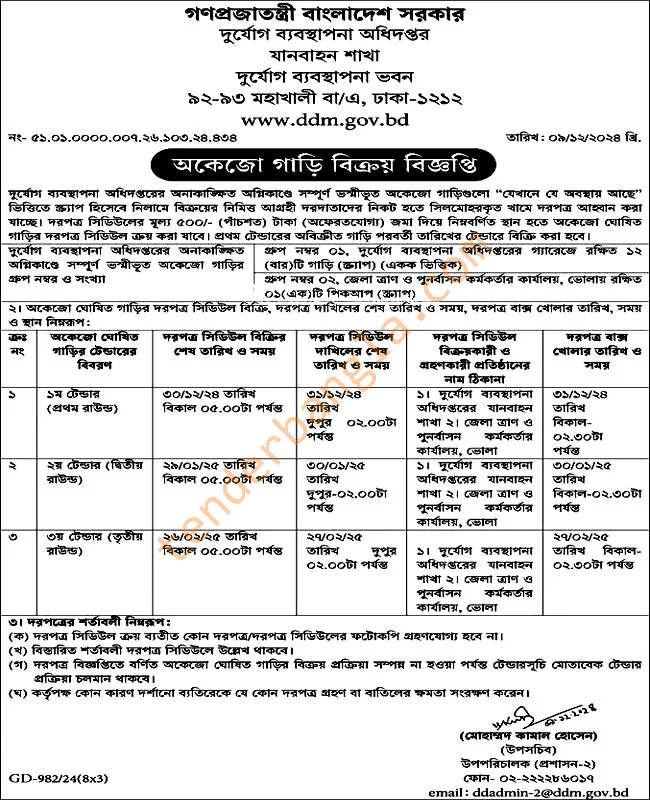 গণপ্রজাতন্ত্রী বাংলাদেশ সরকার
দুর্যোগ ব্যবস্থাপনা অধিদপ্তর
যানবাহন শাখা
দুর্যোগ ব্যবস্থাপনা ভবন
৯২-৯৩ মহাখালী বা/এ, ঢাকা-১২১২
www.ddm.gov.bd
নং- ৫১.০১.০০০০.০০৭.২৬.১০৩.২৪.৪৩৪ তারিখ: ০৯/১২/২০২৪ খ্রি.
অকেজো গাড়ি বিক্রয় বিজ্ঞপ্তি
দুর্যোগ ব্যবস্থাপনা অধিদপ্তরের অনাকাঙ্ক্ষিত অগ্নিকাণ্ডে সম্পূর্ণ ভস্মীভূত অকেজো গাড়িগুলো “যেখানে যে অবস্থায় আছে”
ভিত্তিতে স্ক্র্যাপ হিসেবে নিলামে বিক্রয়ের নিমিত্ত আগ্রহী দরদাতাদের নিকট হতে সিলমোহরকৃত খামে দরপত্র আহ্বান করা
যাচ্ছে। দরপত্র সিডিউলের মূল্য ৫০০/- (পাঁচশত) টাকা (অফেরতযোগ্য) জমা দিয়ে নিম্নবর্ণিত স্থান হতে অকেজো ঘোষিত
গাড়ির দরপত্র সিডিউল ক্রয় করা যাবে। প্রথম টেন্ডারের অবিক্রীত গাড়ি পরবর্তী তারিখের টেন্ডারে বিক্রি করা হবে।
দুর্যোগ ব্যবস্থাপনা অধিদপ্তরের অনাকাঙ্ক্ষিত
অগ্নিকাণ্ডে সম্পূর্ণ ভস্মীভূত অকেজো গাড়ির
গ্রুপ নম্বর ও সংখ্যা
গ্রুপ নম্বর ০১, দুর্যোগ ব্যবস্থাপনা অধিদপ্তরের গ্যারেজে রক্ষিত ১২
(বার)টি গাড়ি (স্ক্র্যাপ) (একক ভিত্তিক)
গ্রুপ নম্বর ০২, জেলা ত্রাণ ও পুনর্বাসন কর্মকর্তার কার্যালয়, ভোলায় রক্ষিত
০১(এক)টি পিকআপ (স্ক্র্যাপ)
২। অকেজো ঘোষিত গাড়ির দরপত্র সিডিউল বিক্রি, দরপত্র দাখিলের শেষ তারিখ ও সময়, দরপত্র বাক্স খোলার তারিখ, সময়
ও স্থান নিম্নরূপ:
ক্রঃ
নং
অকেজো ঘোষিত
গাড়ির টেন্ডারের
বিবরণ
দরপত্র সিডিউল বিক্রির
শেষ তারিখ ও সময়
দরপত্র সিডিউল
দাখিলের শেষ
তারিখ ও সময়
দরপত্র সিডিউল
বিক্রয়কারী ও
গ্রহণকারী প্রতিষ্ঠানের
নাম ঠিকানা
দরপত্র বাক্স
খোলার তারিখ ও
সময়
১
১ম টেন্ডার
(প্রথম রাউন্ড)
৩০/১২/২৪ তারিখ
বিকাল ০৫.০০টা পর্যন্ত
৩১/১২/২৪
তারিখ
দুপুর ০২.০০টা
পর্যন্ত
১। দুর্যোগ ব্যবস্থাপনা
অধিদপ্তরের যানবাহন
শাখা ২। জেলা ত্রাণ ও
পুনর্বাসন কর্মকর্তার
কার্যালয়, ভোলা
৩১/১২/২৪
তারিখ
বিকাল-
০২.৩০টা
পর্যন্ত
২
২য় টেন্ডার (দ্বিতীয়
রাউন্ড)
২৯/০১/২৫ তারিখ
বিকাল ০৫.০০টা পর্যন্ত
৩০/০১/২৫
তারিখ
দুপুর-০২.০০টা
পর্যন্ত
১। দুর্যোগ ব্যবস্থাপনা
অধিদপ্তরের যানবাহন
শাখা ২। জেলা ত্রাণ ও
পুনর্বাসন কর্মকর্তার
কার্যালয়, ভোলা
৩০/০১/২৫
তারিখ
বিকাল-০২.৩০টা
পর্যন্ত
৩
৩য় টেন্ডার (তৃতীয়
রাউন্ড)
২৬/০২/২৫ তারিখ
বিকাল ০৫.০০টা পর্যন্ত
২৭/০২/২৫
তারিখ দুপুর
০২.০০টা পর্যন্ত
১। দুর্যোগ ব্যবস্থাপনা
অধিদপ্তরের যানবাহন
শাখা ২। জেলা ত্রাণ ও
পুনর্বাসন কর্মকর্তার
কার্যালয়, ভোলা
২৭/০২/২৫
তারিখ বিকাল-
০২.৩০টা পর্যন্ত
৩। দরপত্রের শর্তাবলী নিম্নরূপ:
(ক) দরপত্র সিডিউল ক্রয় ব্যতীত কোন দরপত্র/দরপত্র সিডিউলের ফটোকপি গ্রহণযোগ্য হবে না।
(খ) বিস্তারিত শর্তাবলী দরপত্র সিডিউলে উল্লেখ থাকবে।
(গ) দরপত্র বিজ্ঞপ্তিতে বর্ণিত অকেজো ঘোষিত গাড়ির বিক্রয় প্রক্রিয়া সম্পন্ন না হওয়া পর্যন্ত টেন্ডারসূচি মোতাবেক টেন্ডার
প্রক্রিয়া চলমান থাকবে।
(ঘ) কর্তৃপক্ষ কোন কারণ দর্শানো ব্যতিরেকে যে কোন দরপত্র গ্রহণ বা বাতিলের ক্ষমতা সংরক্ষণ করেন।
(মোহাম্মদ কামাল হোসেন)
(উপসচিব)
উপপরিচালক (প্রশাসন-২)
ফোন- ০২-২২২২৮৬০১৭
GD-982/24(8x3)
email: ddadmin-2@ddm.gov.bd
tenderbangla.com